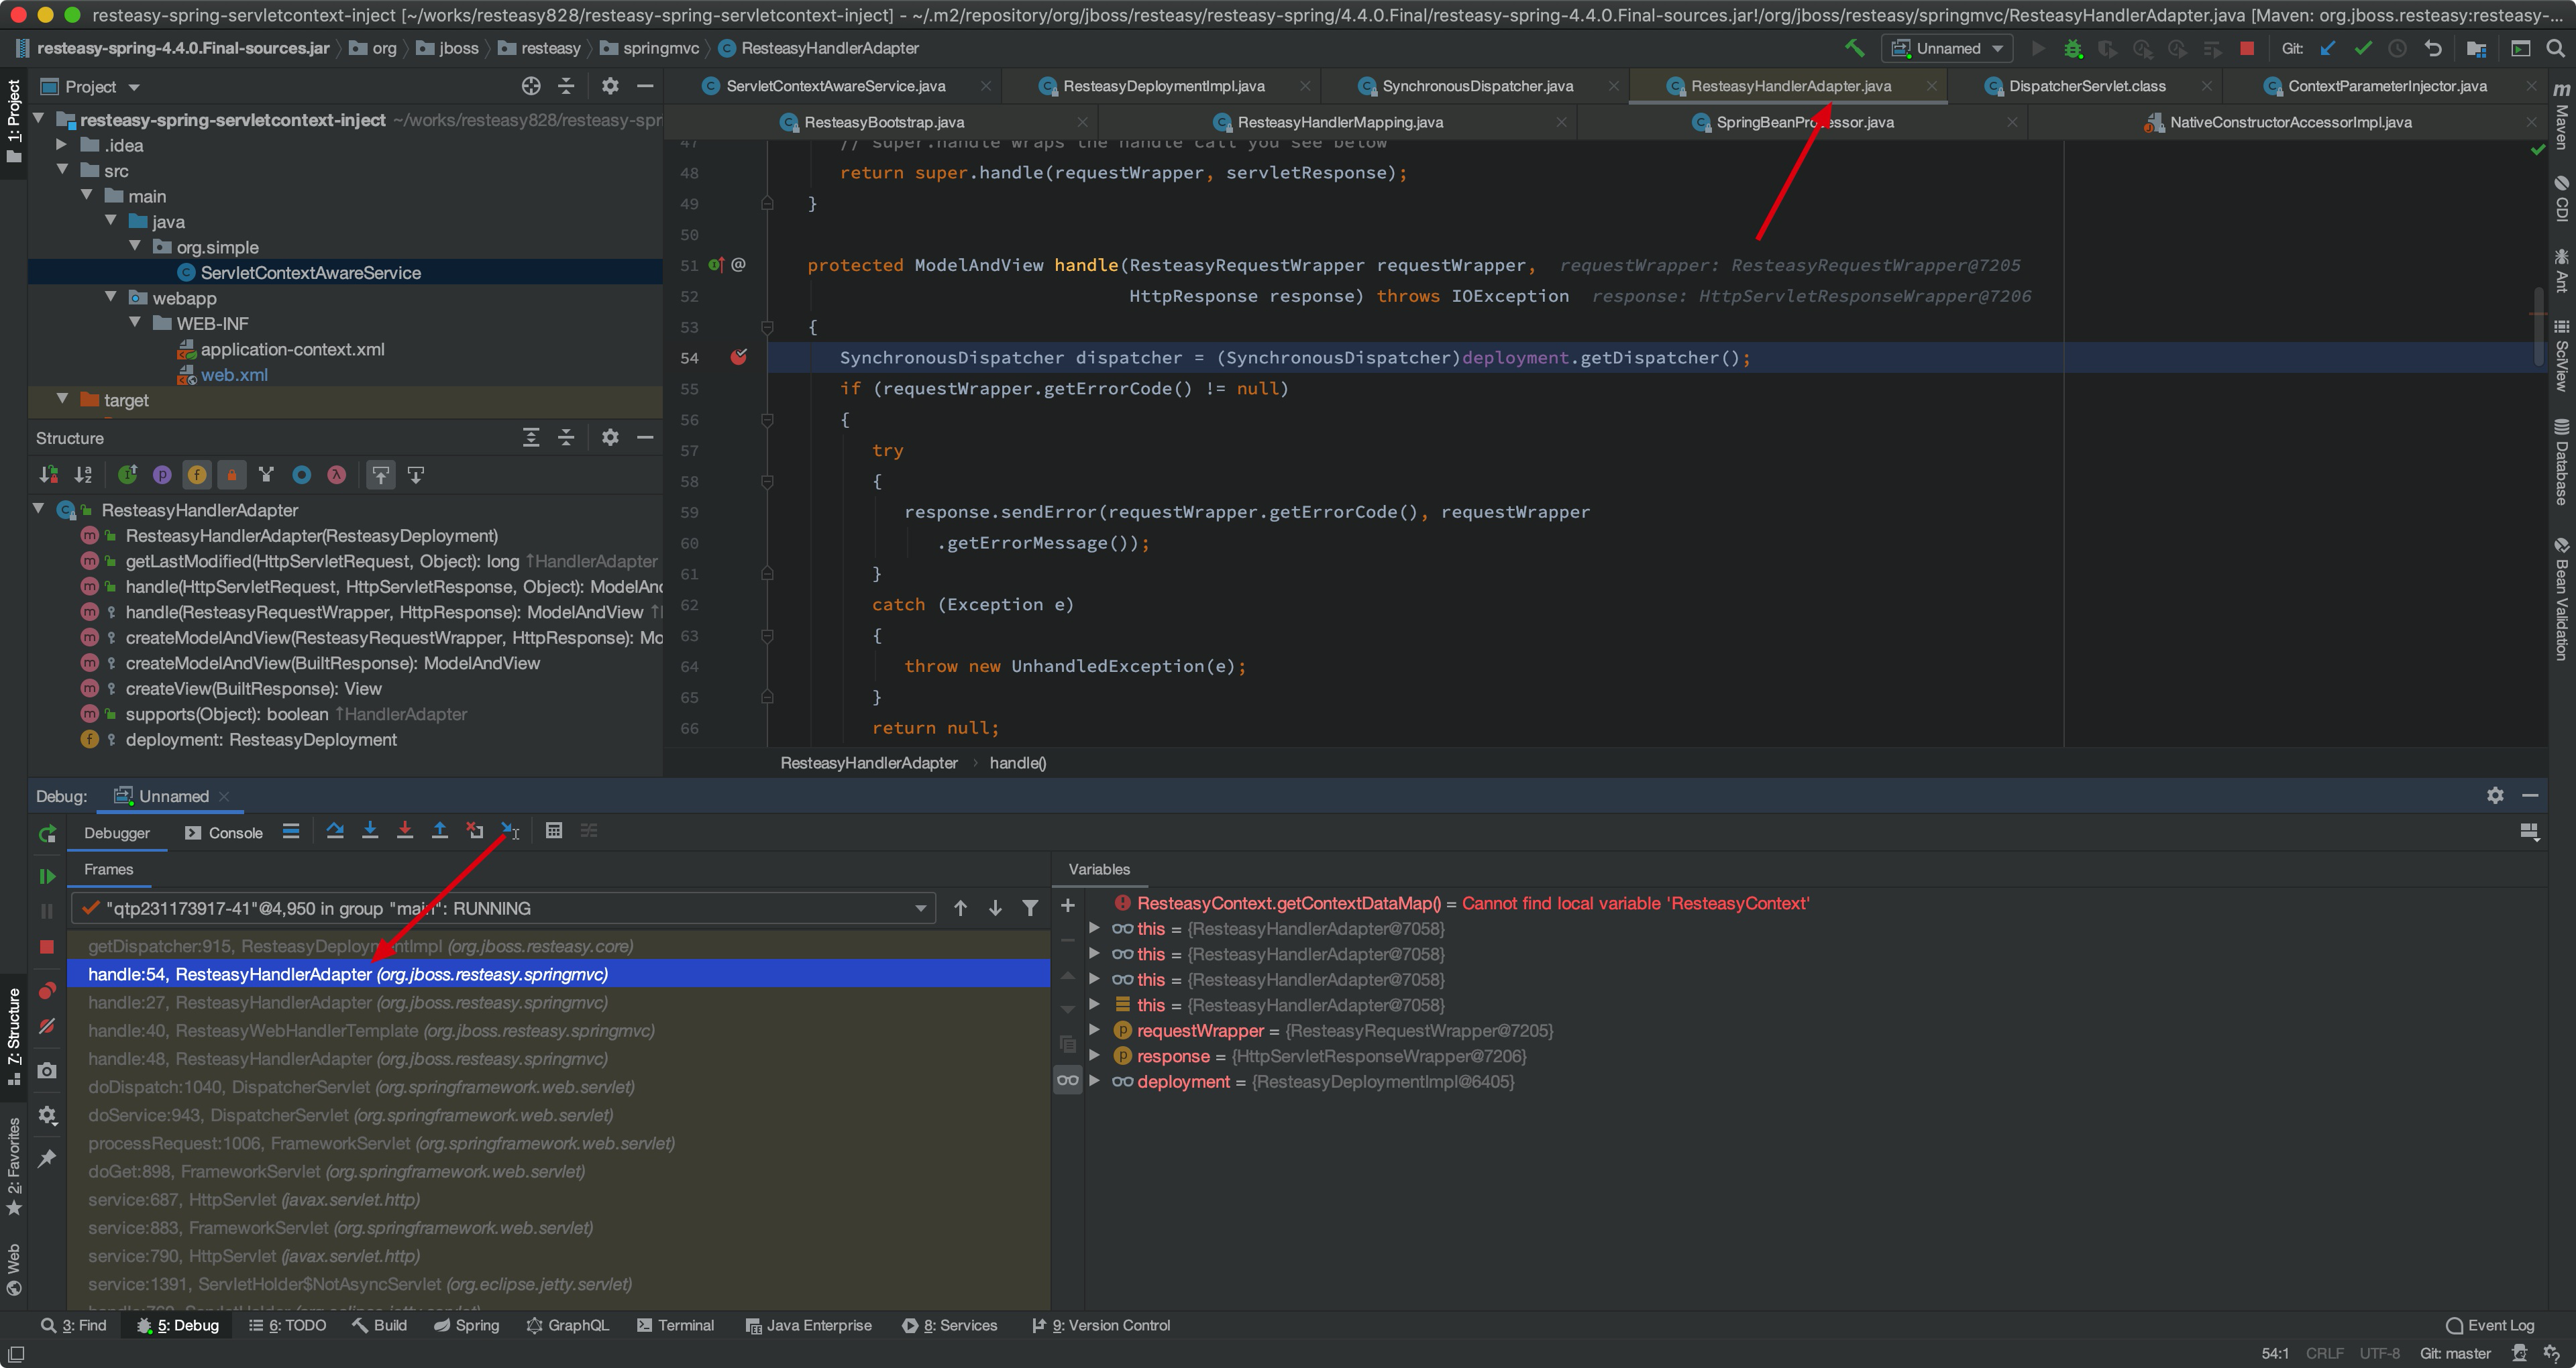 resteasy-spring-servletcontext-inject [~/works/resteasy828/resteasy-spring-servletcontext-inject] - ~/.m2/repository/org/jboss/resteasy/resteasy-spring/4.4.0.Final/resteasy-spring-4.4.0.Final-sources.jar!/org/jboss/resteasy/springmvc/ResteasyHandlerAdapter.java [Maven: org.jboss.resteasy:resteasy-...
resteasy-spring-4.4.0.Final-sources.jar org jboss resteasy springmvc ResteasyHandlerAdapter
Unnamed
Git:
1: Project
Project
resteasy-spring-servletcontext-inject ~/works/resteasy828/resteasy-spr
.idea
src
main
java
org.simple
ServletContextAwareService
webapp
WEB-INF
application-context.xml
web.xml
target
Structure
ResteasyHandlerAdapter
ResteasyHandlerAdapter(ResteasyDeployment)
getLastModified(HttpServletRequest, Object): long ↑HandlerAdapter
handle(HttpServletRequest, HttpServletResponse, Object): ModelAnd
handle(ResteasyRequestWrapper, HttpResponse): ModelAndView
createModelAndView(ResteasyRequestWrapper, HttpResponse): Mo
createModelAndView(BuiltResponse): ModelAndView
createView(BuiltResponse): View
supports(Object): boolean ↑HandlerAdapter
deployment: ResteasyDeployment
ServletContextAwareService.java ResteasyDeploymentImpl.java SynchronousDispatcher.java ResteasyHandlerAdapter.java DispatcherServlet.class ContextParameterInjector.java
ResteasyBootstrap.java ResteasyHandlerMapping.java SpringBeanProcessor.java NativeConstructorAccessorImpl.java
47 // super.handle wraps the handle call you see below
48 return super.handle(requestWrapper, servletResponse);
49 }
50
51 @ protected ModelAndView handle(ResteasyRequestWrapper requestWrapper, requestWrapper: ResteasyRequestWrapper@7205
52 HttpResponse response) throws IOException response: HttpServletResponseWrapper@7206
53 {
54 SynchronousDispatcher dispatcher = (SynchronousDispatcher)deployment.getDispatcher();
55 if (requestWrapper.getErrorCode() != null)
56 {
57 try
58 {
59 response.sendError(requestWrapper.getErrorCode(), requestWrapper
60 .getErrorMessage());
61 }
62 catch (Exception e)
63 {
64 throw new UnhandledException(e);
65 }
66 return null;
ResteasyHandlerAdapter › handle()
Maven
CDI
Ant
SciView
Database
Bean Validation
Debug: Unnamed
Debugger Console
Frames
"qtp231173917-41"@4,950 in group "main": RUNNING
getDispatcher:915, ResteasyDeploymentImpl (org.jboss.resteasy.core)
handle:54, ResteasyHandlerAdapter (org.jboss.resteasy.springmvc)
handle:27, ResteasyHandlerAdapter (org.jboss.resteasy.springmvc)
handle:40, ResteasyWebHandlerTemplate (org.jboss.resteasy.springmvc)
handle:48, ResteasyHandlerAdapter (org.jboss.resteasy.springmvc)
doDispatch:1040, DispatcherServlet (org.springframework.web.servlet)
doService:943, DispatcherServlet (org.springframework.web.servlet)
processRequest:1006, FrameworkServlet (org.springframework.web.servlet)
doGet:898, FrameworkServlet (org.springframework.web.servlet)
service:687, HttpServlet (javax.servlet.http)
service:883, FrameworkServlet (org.springframework.web.servlet)
service:790, HttpServlet (javax.servlet.http)
service:1391, ServletHolder$NotAsyncServlet (org.eclipse.jetty.servlet)
Variables
ResteasyContext.getContextDataMap() = Cannot find local variable 'ResteasyContext'
this = {ResteasyHandlerAdapter@7058}
this = {ResteasyHandlerAdapter@7058}
this = {ResteasyHandlerAdapter@7058}
this = {ResteasyHandlerAdapter@7058}
requestWrapper = {ResteasyRequestWrapper@7205}
response = {HttpServletResponseWrapper@7206}
deployment = {ResteasyDeploymentImpl@6405}
7: Structure
2: Favorites
Web
3: Find 5: Debug 6: TODO Build Spring GraphQL Terminal Java Enterprise 8: Services 9: Version Control Event Log
54:1 CRLF UTF-8 Git: master